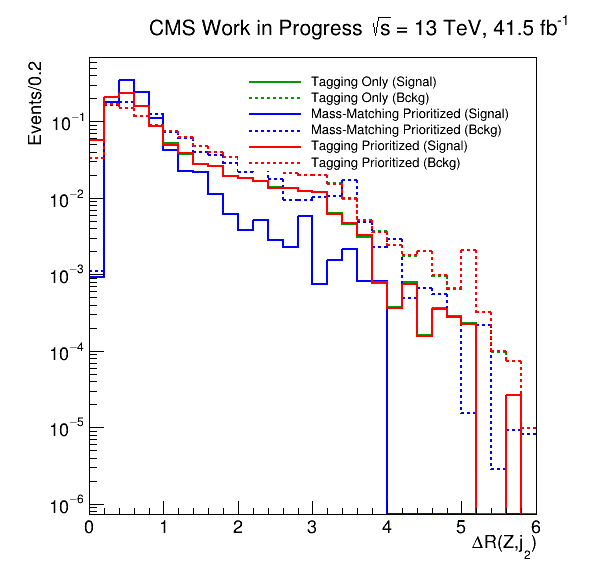 CMS Work in Progress √s = 13 TeV, 41.5 fb⁻¹
Events/0.2
Tagging Only (Signal)
Tagging Only (Bckg)
Mass-Matching Prioritized (Signal)
Mass-Matching Prioritized (Bckg)
Tagging Prioritized (Signal)
Tagging Prioritized (Bckg)
10⁻¹
10⁻²
10⁻³
10⁻⁴
10⁻⁵
10⁻⁶
0 1 2 3 4 5 6
ΔR(Z,j₂)